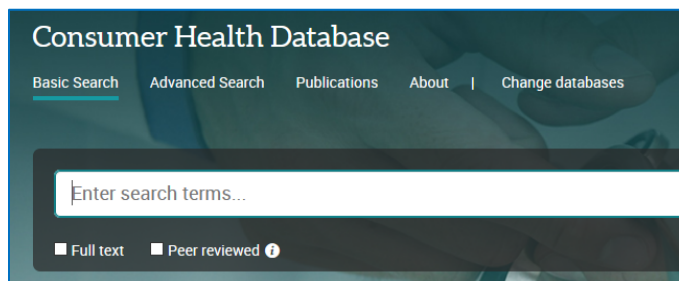 Consumer Health Database
Basic Search Advanced Search Publications About | Change databases
Enter search terms...
Full text Peer reviewed i